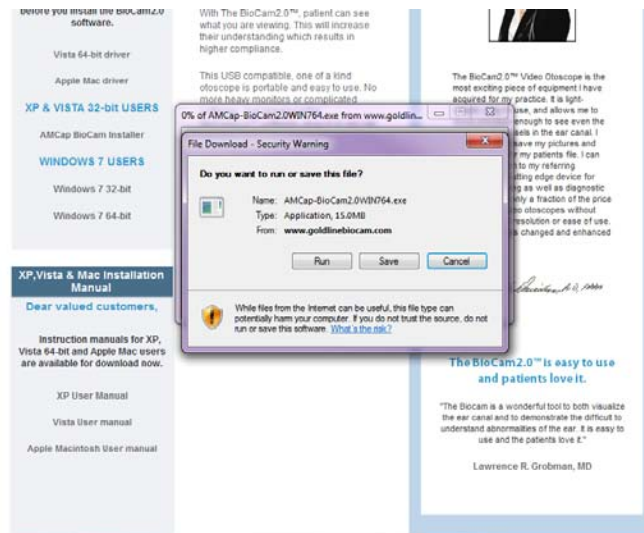 before you install the BioCam2.0
software.
Vista 64-bit driver
Apple Mac driver
XP & VISTA 32-bit USERS
AMCap BioCam Installer
WINDOWS 7 USERS
Windows 7 32-bit
Windows 7 64-bit
XP,Vista & Mac Installation
Manual
Dear valued customers,
Instruction manuals for XP,
Vista 64-bit and Apple Mac users
are available for download now.
XP User Manual
Vista User manual
Apple Macintosh User manual
With The BioCam2.0™, patient can see
what you are viewing. This will increase
their understanding which results in
higher compliance.
This USB compatible, one of a kind
otoscope is portable and easy to use. No
more heavy monitors or complicated
0% of AMCap-BioCam2.0WIN764.exe from www.goldlin...
File Download - Security Warning
Do you want to run or save this file?
Name: AMCap-BioCam2.0WIN764.exe
Type: Application, 15.0MB
From: www.goldlinebiocam.com
Run Save Cancel
While files from the Internet can be useful, this file type can
potentially harm your computer. If you do not trust the source, do not
run or save this software. What's the risk?
The BioCam2.0™ Video Otoscope is the
most exciting piece of equipment I have
acquired for my practice. It is light-
use, and allows me to
enough to see even the
sels in the ear canal. I
save my pictures and
my patients file. I can
to my referring
utting edge device for
eg as well as diagnostic
nly a fraction of the price
eo otoscopes without
resolution or ease of use.
s changed and enhanced
The BioCam2.0™ is easy to use
and patients love it.
"The Biocam is a wonderful tool to both visualize
the ear canal and to demonstrate the difficult to
understand abnormalities of the ear. It is easy to
use and the patients love it."
Lawrence R. Grobman, MD